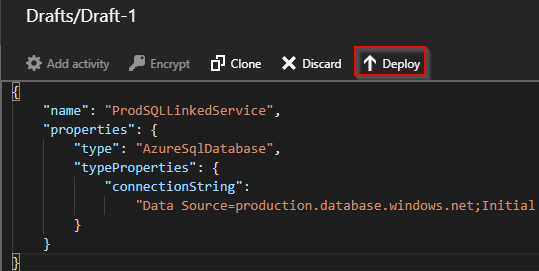 Drafts/Draft-1
Add activity Encrypt Clone Discard Deploy
{
"name": "ProdSQLLinkedService",
"properties": {
"type": "AzureSqlDatabase",
"typeProperties": {
"connectionString":
"Data Source=production.database.windows.net;Initial
}
}
}